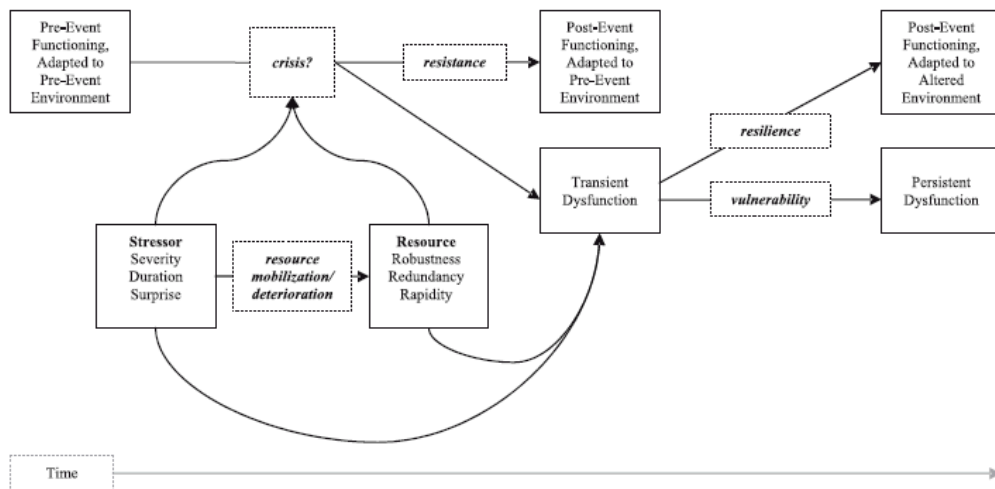 Pre-Event
Functioning,
Adapted to
Pre-Event
Environment
crisis?
resistance
Post-Event
Functioning,
Adapted to
Pre-Event
Environment
Post-Event
Functioning,
Adapted to
Altered
Environment
resilience
Transient
Dysfunction
vulnerability
Persistent
Dysfunction
Stressor
Severity
Duration
Surprise
resource
mobilization/
deterioration
Resource
Robustness
Redundancy
Rapidity
Time